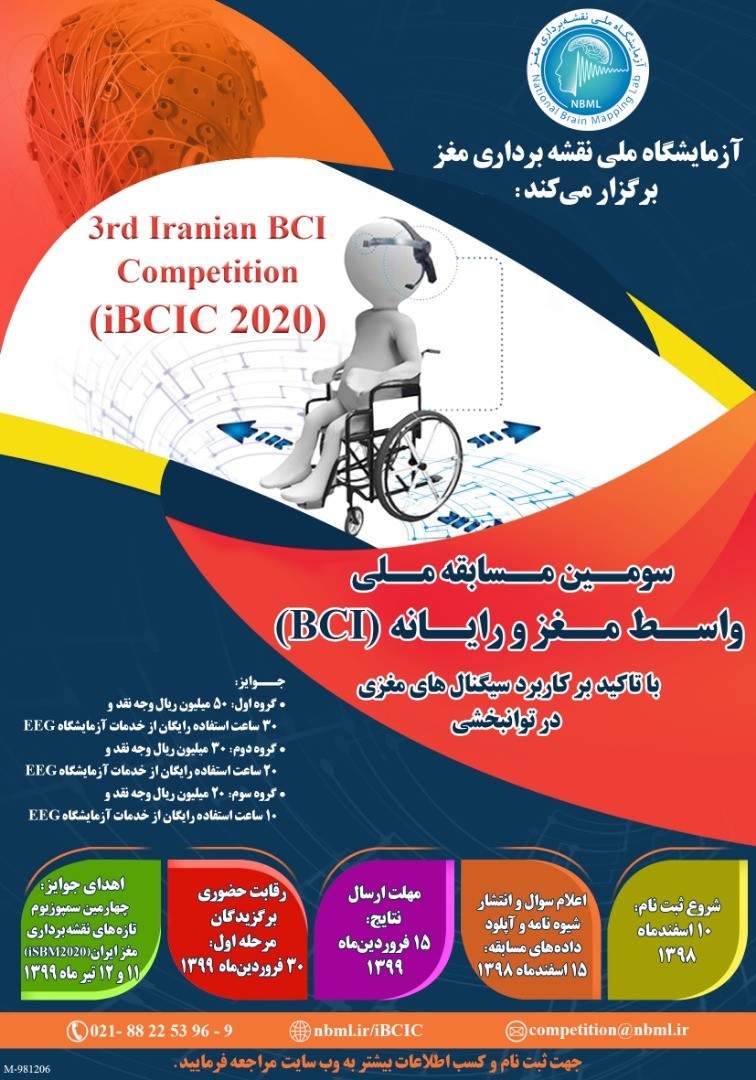 آزمایشگاه ملی نقشه‌برداری مغز
NBML
National Brain Mapping Lab
آزمایشگاه ملی نقشه برداری مغز
برگزار می‌کند:
3rd Iranian BCI
Competition
(iBCIC 2020)
سومین مسابقه ملی
واسط مغز و رایانه (BCI)
با تاکید بر کاربرد سیگنال های مغزی
در توانبخشی
جوایز:
• گروه اول: ۵۰ میلیون ریال وجه نقد و
۳۰ ساعت استفاده رایگان از خدمات آزمایشگاه EEG
• گروه دوم: ۳۰ میلیون ریال وجه نقد و
۲۰ ساعت استفاده رایگان از خدمات آزمایشگاه EEG
• گروه سوم: ۲۰ میلیون ریال وجه نقد و
۱۰ ساعت استفاده رایگان از خدمات آزمایشگاه EEG
شروع ثبت نام:
۱۰ اسفندماه
۱۳۹۸
اعلام سوال و انتشار
شیوه نامه و آپلود
داده‌های مسابقه:
۱۵ اسفندماه ۱۳۹۸
مهلت ارسال
نتایج:
۱۵ فروردین‌ماه
۱۳۹۹
رقابت حضوری
برگزیدگان
مرحله اول:
۳۰ فروردین‌ماه ۱۳۹۹
اهدای جوایز:
چهارمین سمپوزیوم
تازه‌های نقشه‌برداری
مغز ایران(iSBM2020)
۱۱ و ۱۲ تیر ماه ۱۳۹۹
021- 88 22 53 96 - 9
nbml.ir/iBCIC
competition@nbml.ir
جهت ثبت نام و کسب اطلاعات بیشتر به وب سایت مراجعه فرمایید.
M-981206